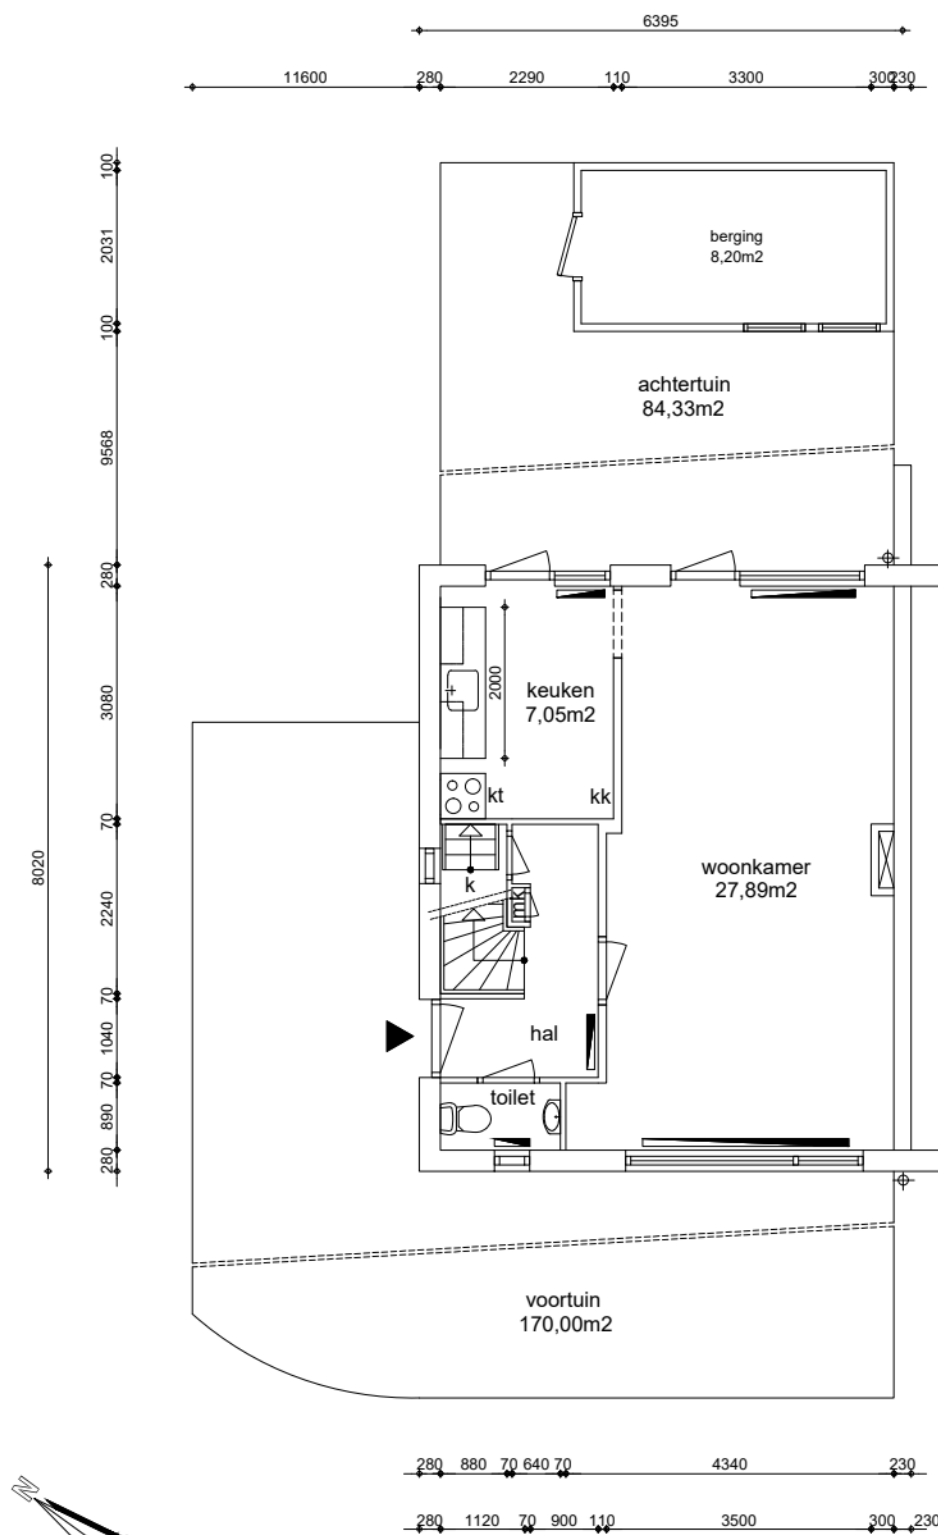 6395
11600 280 2290 110 3300 300 230
100
2031
100
9568
280
3080
70
2240
70
1040
70
890
280
8020
berging
8,20m2
achtertuin
84,33m2
2000
keuken
7,05m2
kt
kk
k
mk
woonkamer
27,89m2
hal
toilet
voortuin
170,00m2
N
280 880 70 640 70 4340 230
280 1120 70 900 110 3500 300 230